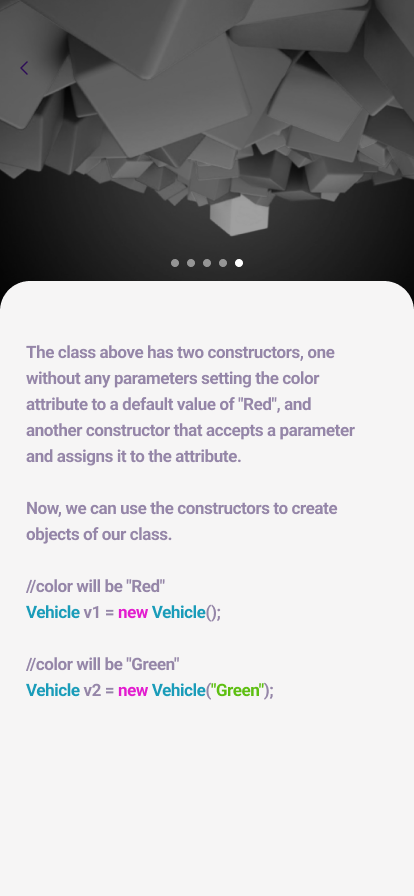 The class above has two constructors, one
without any parameters setting the color
attribute to a default value of "Red", and
another constructor that accepts a parameter
and assigns it to the attribute.
Now, we can use the constructors to create
objects of our class.
//color will be "Red"
Vehicle v1 = new Vehicle();
//color will be "Green"
Vehicle v2 = new Vehicle("Green");